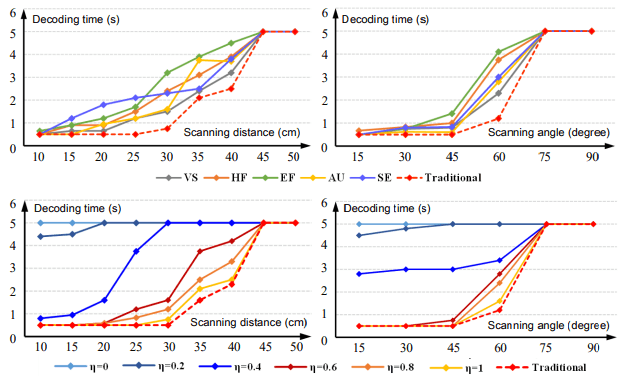 Decoding time (s)
6
5
4
3
2
1
0
Scanning distance (cm)
10 15 20 25 30 35 40 45 50
Decoding time (s)
6
5
4
3
2
1
0
Scanning angle (degree)
15 30 45 60 75 90
VS HF EF AU SE Traditional
Decoding time (s)
6
5
4
3
2
1
0
Scanning distance (cm)
10 15 20 25 30 35 40 45 50
Decoding time (s)
6
5
4
3
2
1
0
Scanning angle (degree)
15 30 45 60 75 90
η=0 η=0.2 η=0.4 η=0.6 η=0.8 η=1 Traditional